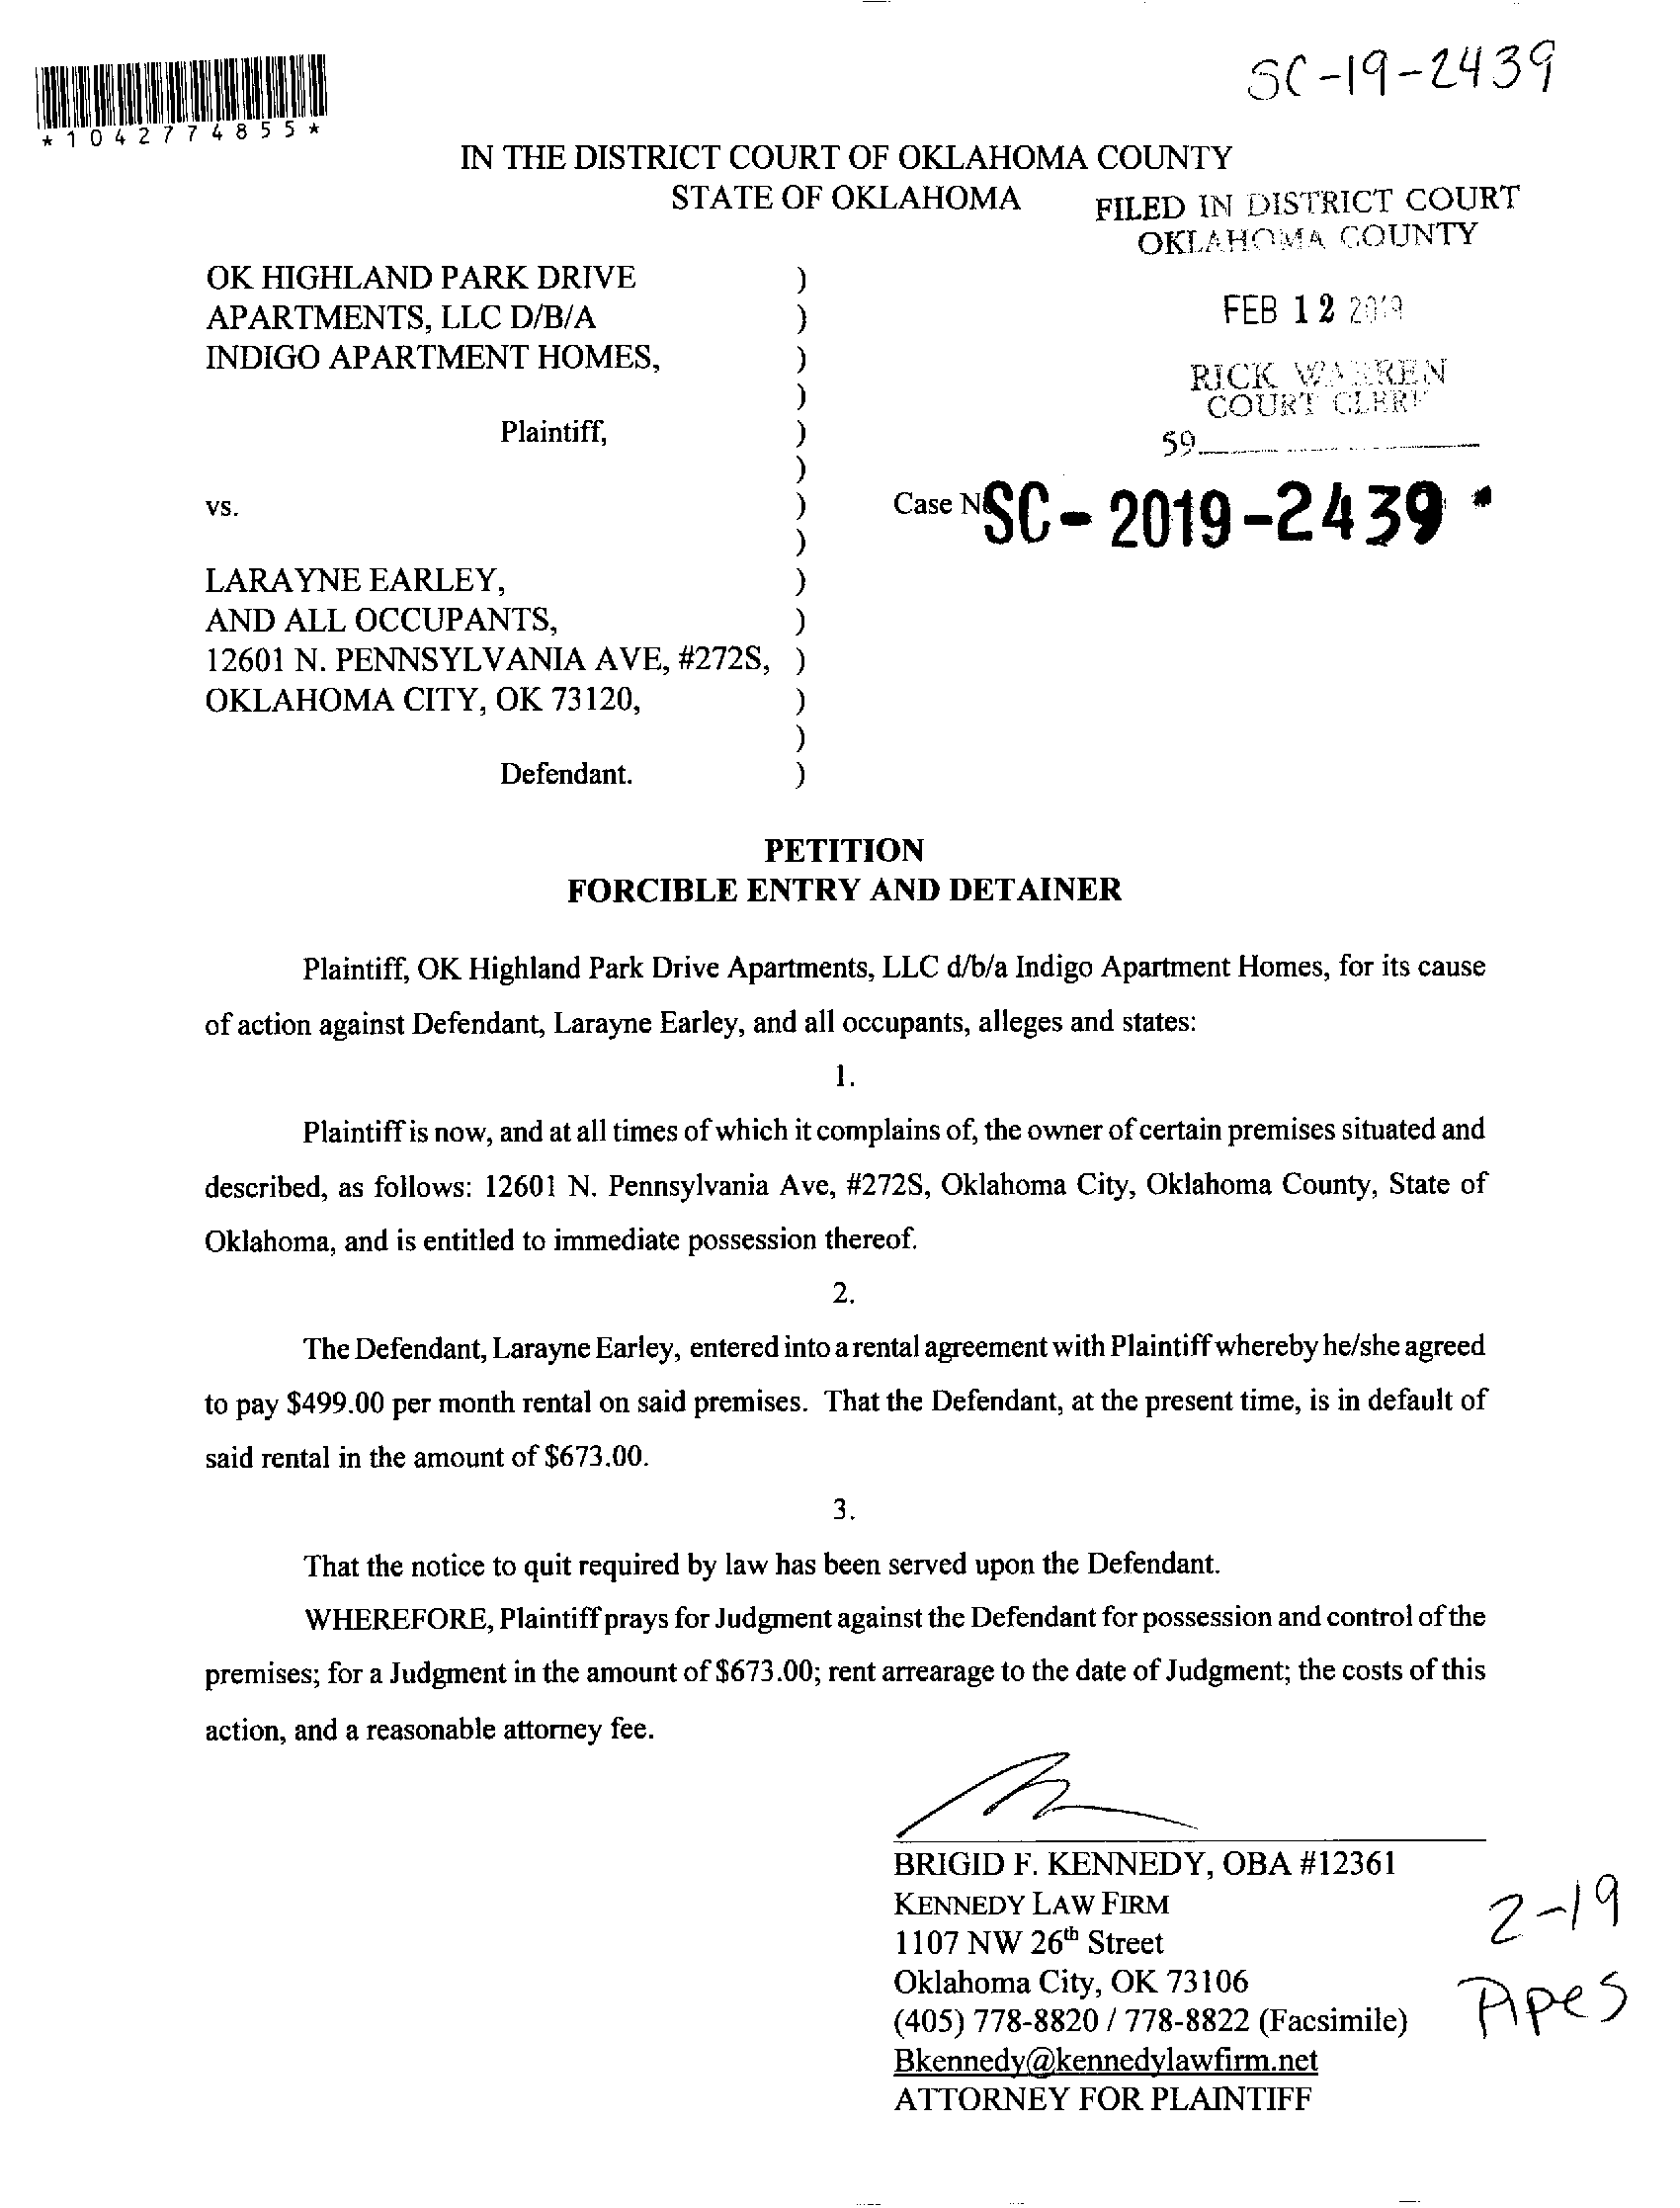 SC-19-2439
*1042774855*
IN THE DISTRICT COURT OF OKLAHOMA COUNTY
STATE OF OKLAHOMA
FILED IN DISTRICT COURT
OKLAHOMA COUNTY
FEB 12 2019
RICK WARREN
COURT CLERK
59
OK HIGHLAND PARK DRIVE )
APARTMENTS, LLC D/B/A )
INDIGO APARTMENT HOMES, )
)
Plaintiff, )
)
vs. ) Case No SC-2019-2439
)
LARAYNE EARLEY, )
AND ALL OCCUPANTS, )
12601 N. PENNSYLVANIA AVE, #272S, )
OKLAHOMA CITY, OK 73120, )
)
Defendant. )
PETITION
FORCIBLE ENTRY AND DETAINER
Plaintiff, OK Highland Park Drive Apartments, LLC d/b/a Indigo Apartment Homes, for its cause
of action against Defendant, Larayne Earley, and all occupants, alleges and states:
1.
Plaintiff is now, and at all times of which it complains of, the owner of certain premises situated and
described, as follows: 12601 N. Pennsylvania Ave, #272S, Oklahoma City, Oklahoma County, State of
Oklahoma, and is entitled to immediate possession thereof.
2.
The Defendant, Larayne Earley, entered into a rental agreement with Plaintiff whereby he/she agreed
to pay $499.00 per month rental on said premises. That the Defendant, at the present time, is in default of
said rental in the amount of $673.00.
3.
That the notice to quit required by law has been served upon the Defendant.
WHEREFORE, Plaintiff prays for Judgment against the Defendant for possession and control of the
premises; for a Judgment in the amount of $673.00; rent arrearage to the date of Judgment; the costs of this
action, and a reasonable attorney fee.
BRIGID F. KENNEDY, OBA #12361
KENNEDY LAW FIRM
1107 NW 26th Street
Oklahoma City, OK 73106
(405) 778-8820 / 778-8822 (Facsimile)
Bkennedy@kennedylawfirm.net
ATTORNEY FOR PLAINTIFF
2-19